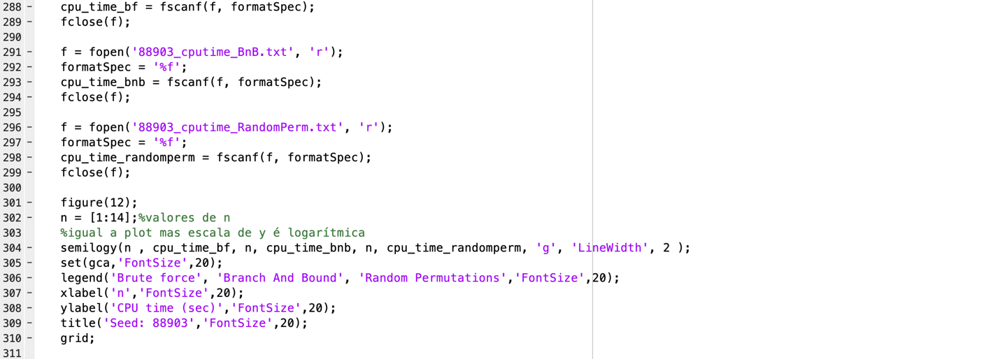 288 - cpu_time_bf = fscanf(f, formatSpec);
289 - fclose(f);
290
291 - f = fopen('88903_cputime_BnB.txt', 'r');
292 - formatSpec = '%f';
293 - cpu_time_bnb = fscanf(f, formatSpec);
294 - fclose(f);
295
296 - f = fopen('88903_cputime_RandomPerm.txt', 'r');
297 - formatSpec = '%f';
298 - cpu_time_randomperm = fscanf(f, formatSpec);
299 - fclose(f);
300
301 - figure(12);
302 - n = [1:14];%valores de n
303 %igual a plot mas escala de y é logarítmica
304 - semilogy(n , cpu_time_bf, n, cpu_time_bnb, n, cpu_time_randomperm, 'g', 'LineWidth', 2 );
305 - set(gca,'FontSize',20);
306 - legend('Brute force', 'Branch And Bound', 'Random Permutations','FontSize',20);
307 - xlabel('n','FontSize',20);
308 - ylabel('CPU time (sec)','FontSize',20);
309 - title('Seed: 88903','FontSize',20);
310 - grid;
311